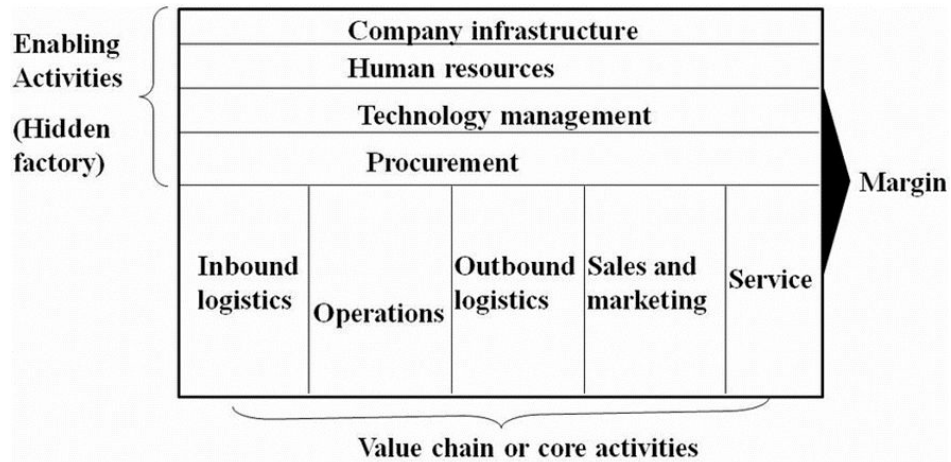 Enabling
Activities
(Hidden
factory)
Company infrastructure
Human resources
Technology management
Procurement
Margin
Inbound
logistics
Operations
Outbound
logistics
Sales and
marketing
Service
Value chain or core activities